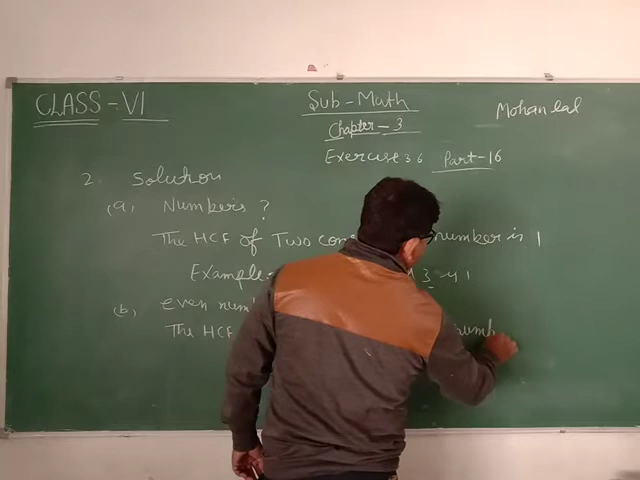 CLASS - VI
Sub - Math
Mohan lal
Chapter - 3
Exercise 3.6 Part - 16
2. Solution
(a) Numbers ?
The HCF of Two con number is 1
Example 3 1
(b) even num
The HCF numb